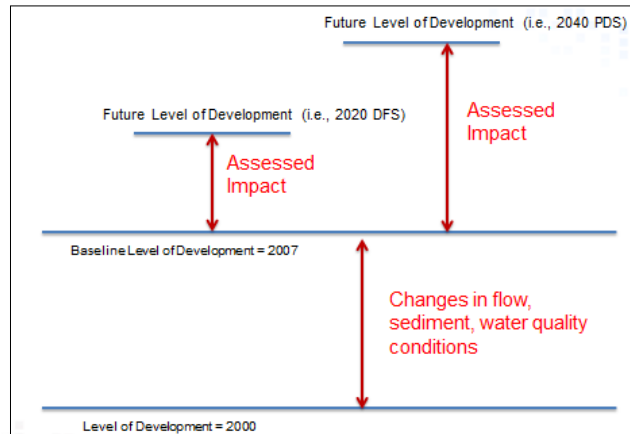 Future Level of Development (i.e., 2040 PDS)
Assessed
Impact
Future Level of Development (i.e., 2020 DFS)
Assessed
Impact
Baseline Level of Development = 2007
Changes in flow,
sediment, water quality
conditions
Level of Development = 2000